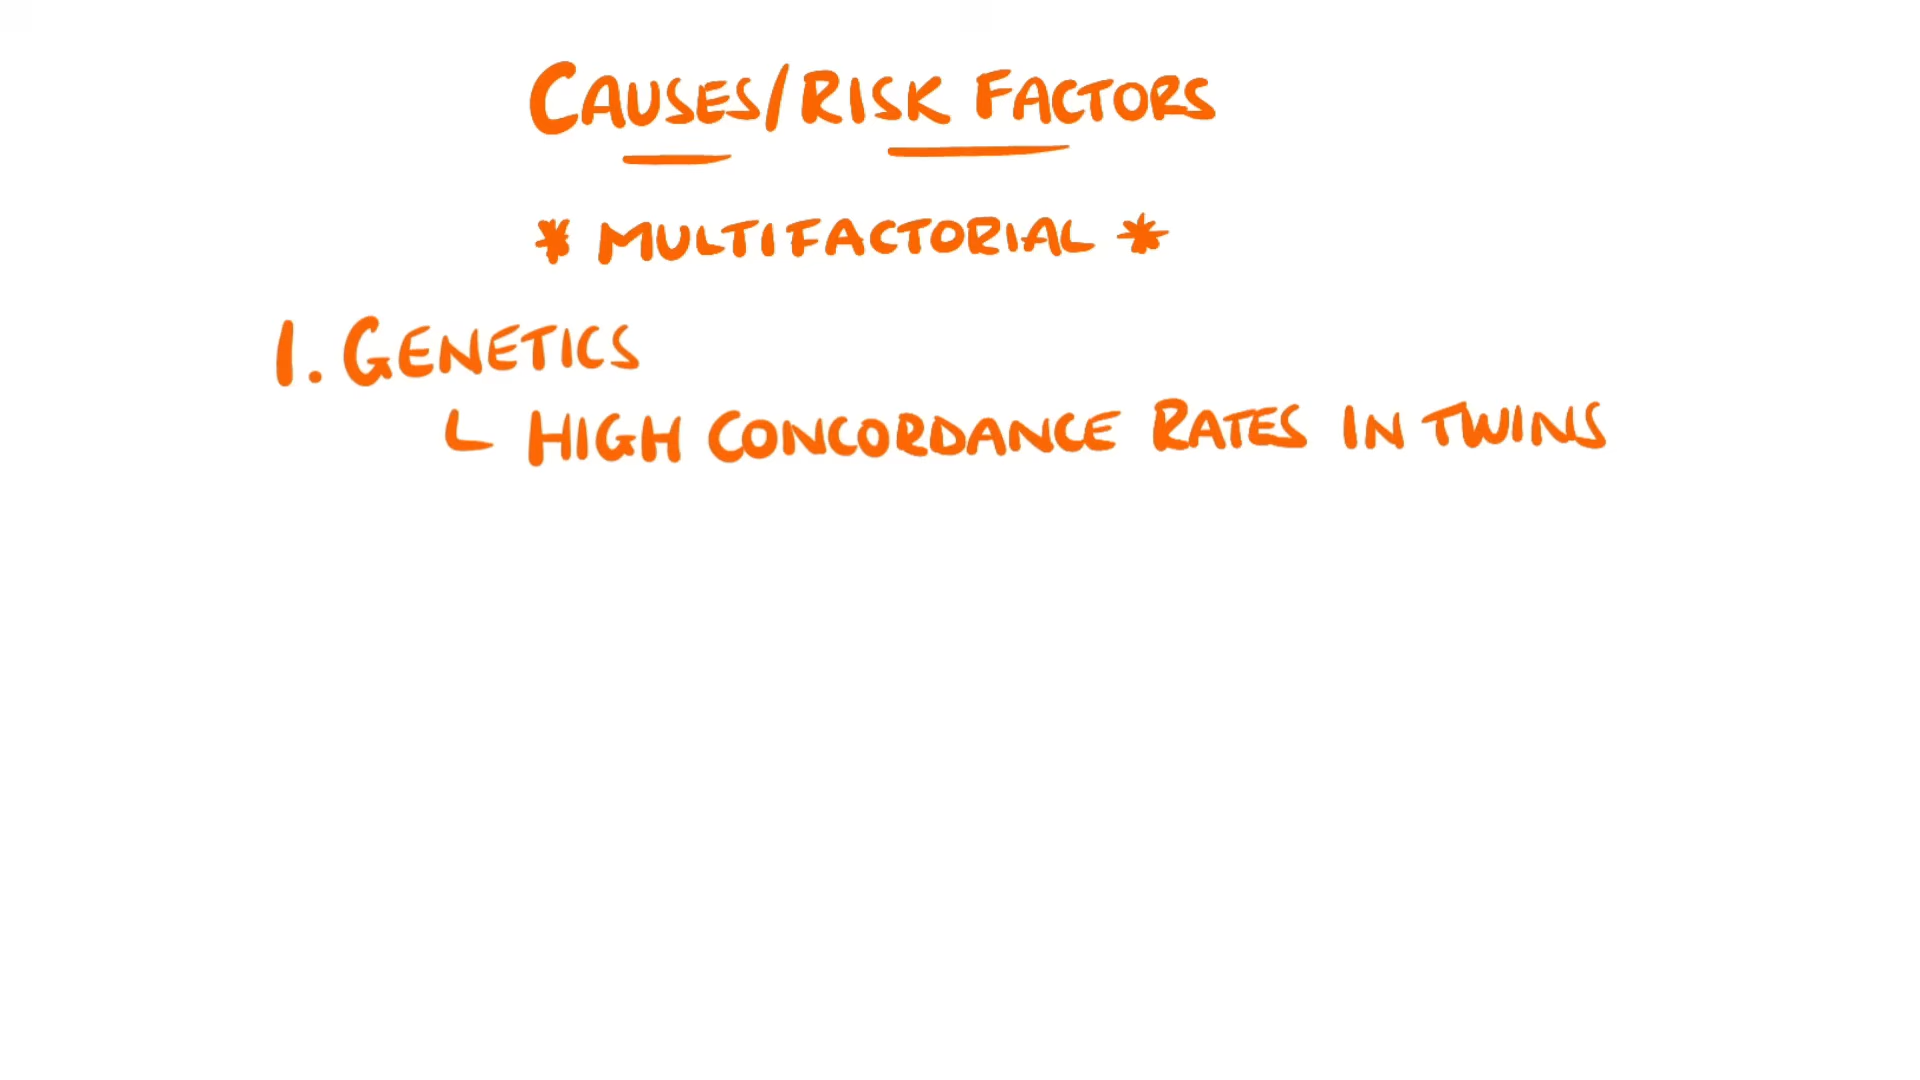 CAUSES/RISK FACTORS
* MULTIFACTORIAL *
1. GENETICS
HIGH CONCORDANCE RATES IN TWINS